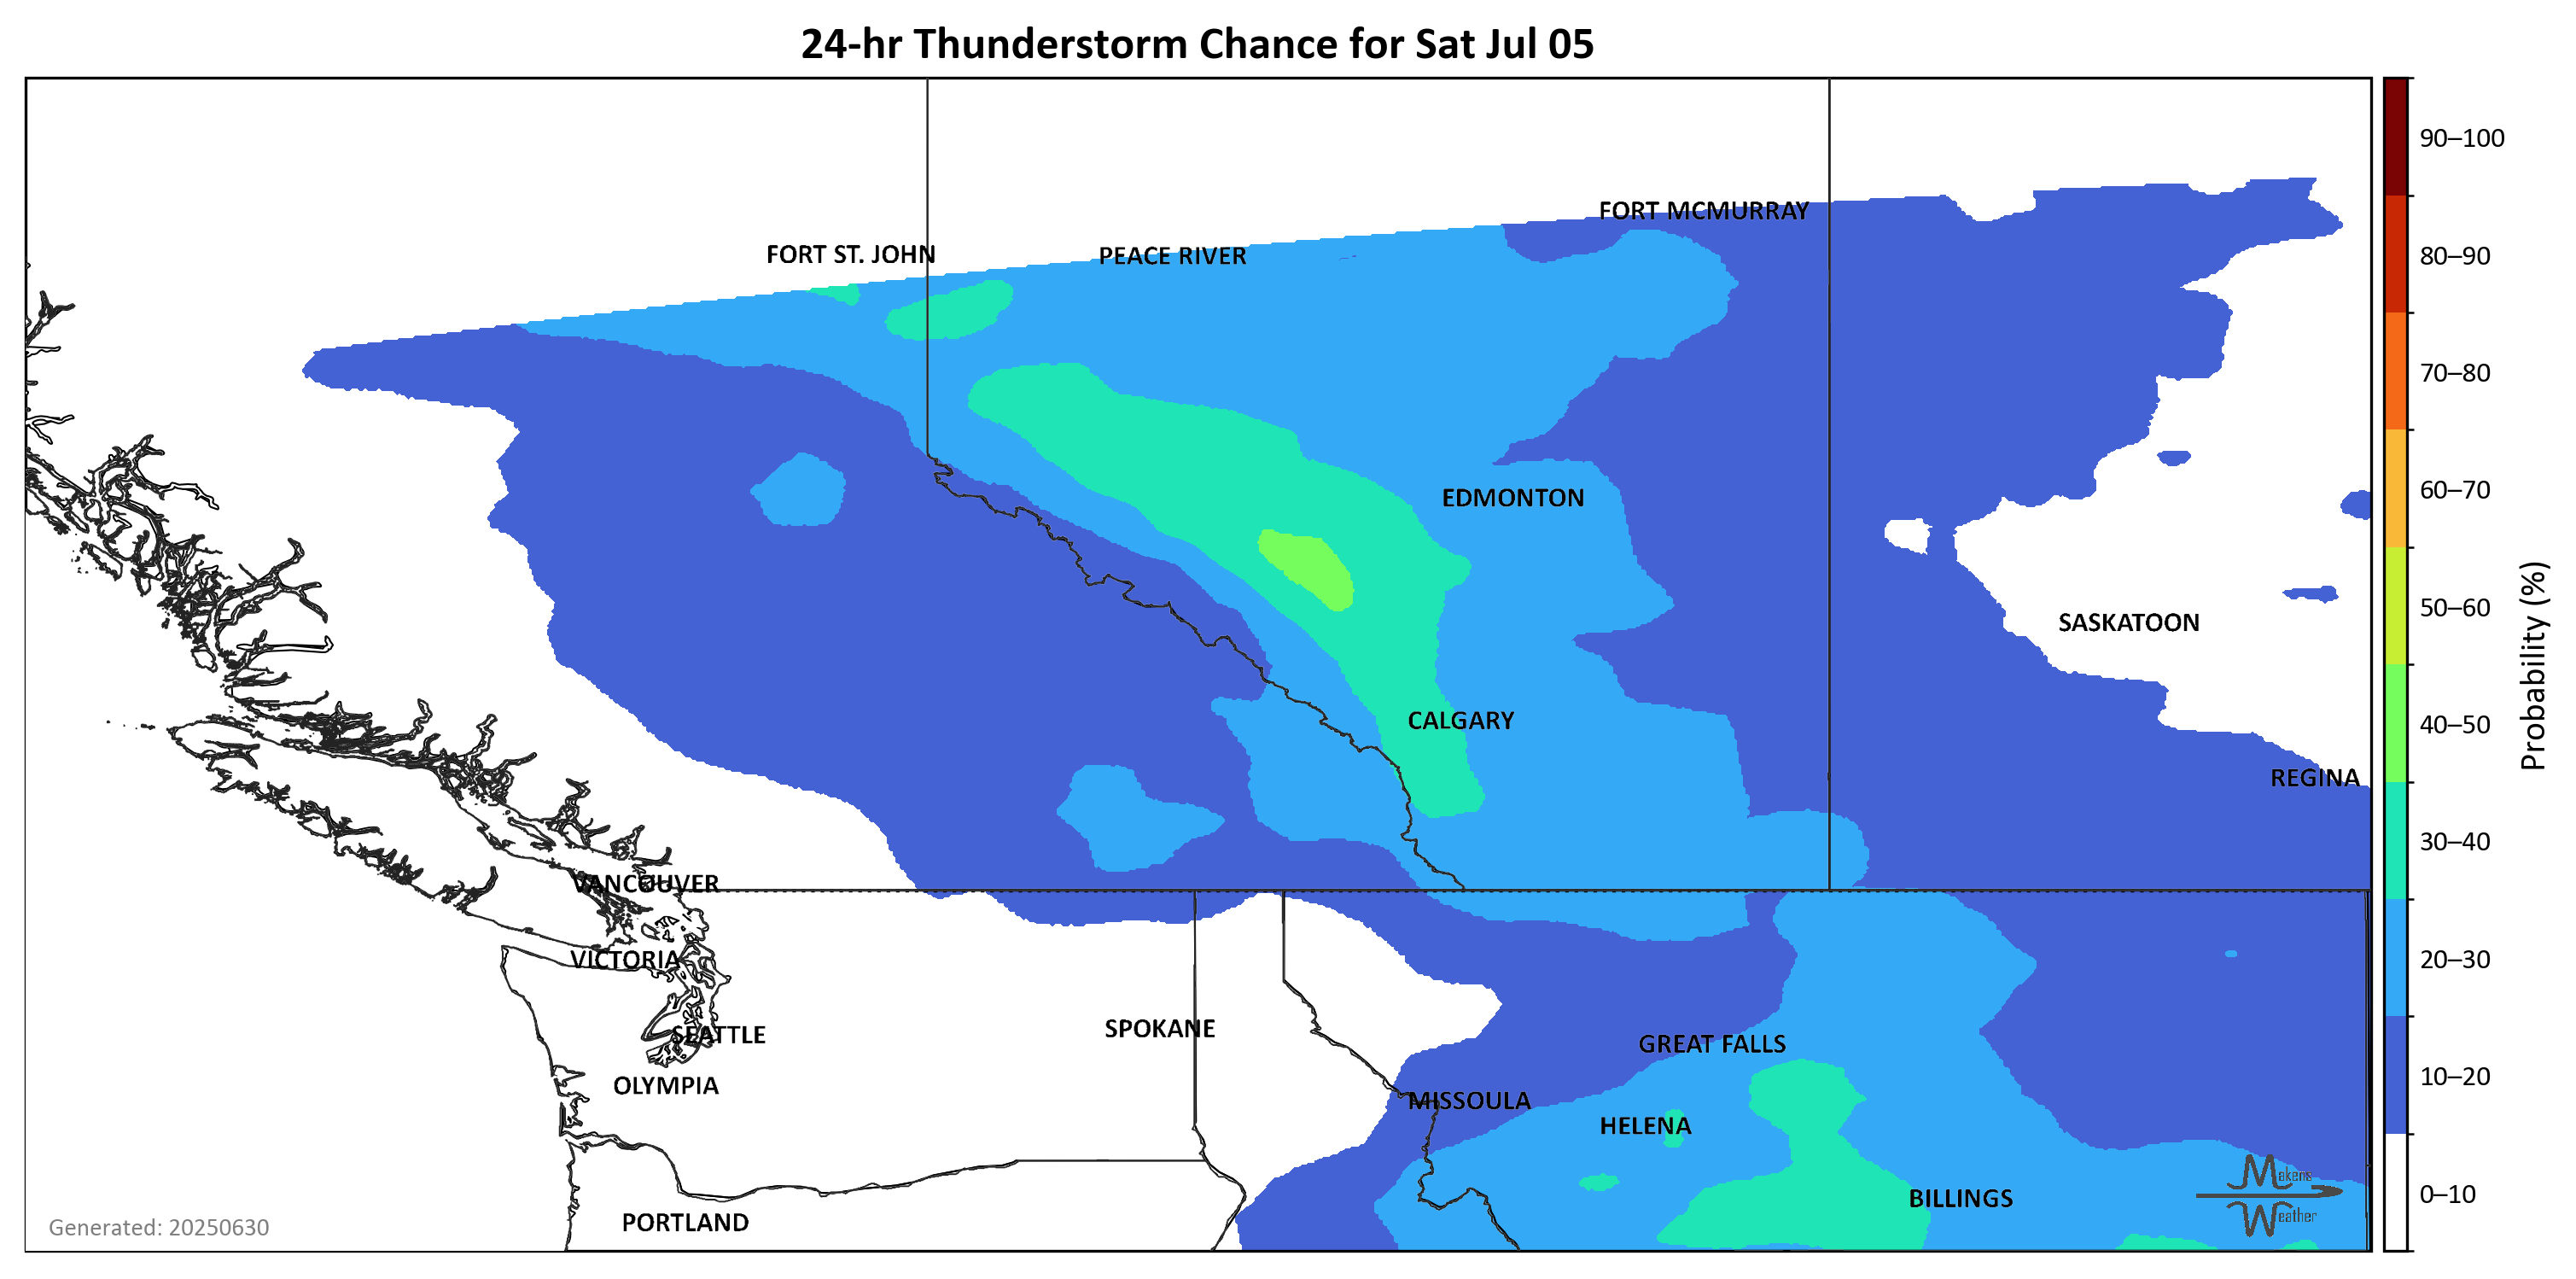 24-hr Thunderstorm Chance for Sat Jul 05
90–100
80–90
70–80
60–70
50–60
40–50
30–40
20–30
10–20
0–10
Probability (%)
FORT MCMURRAY
FORT ST. JOHN
PEACE RIVER
EDMONTON
SASKATOON
CALGARY
REGINA
VANCOUVER
VICTORIA
SEATTLE
SPOKANE
GREAT FALLS
OLYMPIA
MISSOULA
HELENA
BILLINGS
PORTLAND
Makens
Weather
Generated: 20250630